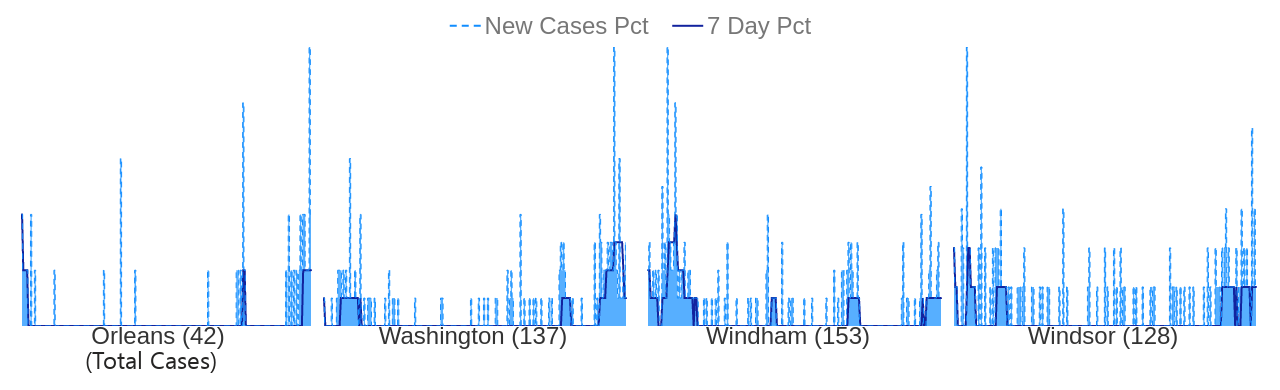 New Cases Pct 7 Day Pct
Orleans (42) Washington (137) Windham (153) Windsor (128)
(Total Cases)